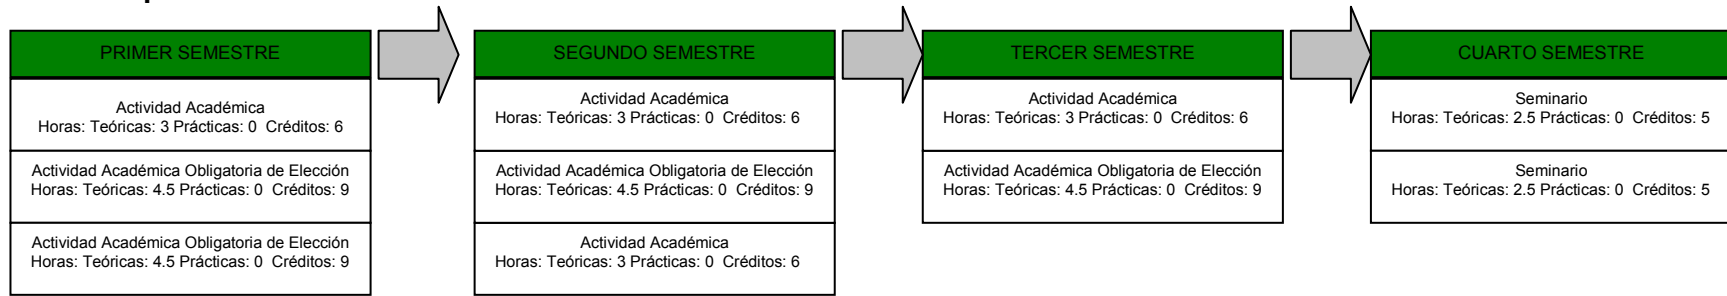 PRIMER SEMESTRE
Actividad Académica
Horas: Teóricas: 3 Prácticas: 0 Créditos: 6
Actividad Académica Obligatoria de Elección
Horas: Teóricas: 4.5 Prácticas: 0 Créditos: 9
Actividad Académica Obligatoria de Elección
Horas: Teóricas: 4.5 Prácticas: 0 Créditos: 9
SEGUNDO SEMESTRE
Actividad Académica
Horas: Teóricas: 3 Prácticas: 0 Créditos: 6
Actividad Académica Obligatoria de Elección
Horas: Teóricas: 4.5 Prácticas: 0 Créditos: 9
Actividad Académica
Horas: Teóricas: 3 Prácticas: 0 Créditos: 6
TERCER SEMESTRE
Actividad Académica
Horas: Teóricas: 3 Prácticas: 0 Créditos: 6
Actividad Académica Obligatoria de Elección
Horas: Teóricas: 4.5 Prácticas: 0 Créditos: 9
CUARTO SEMESTRE
Seminario
Horas: Teóricas: 2.5 Prácticas: 0 Créditos: 5
Seminario
Horas: Teóricas: 2.5 Prácticas: 0 Créditos: 5